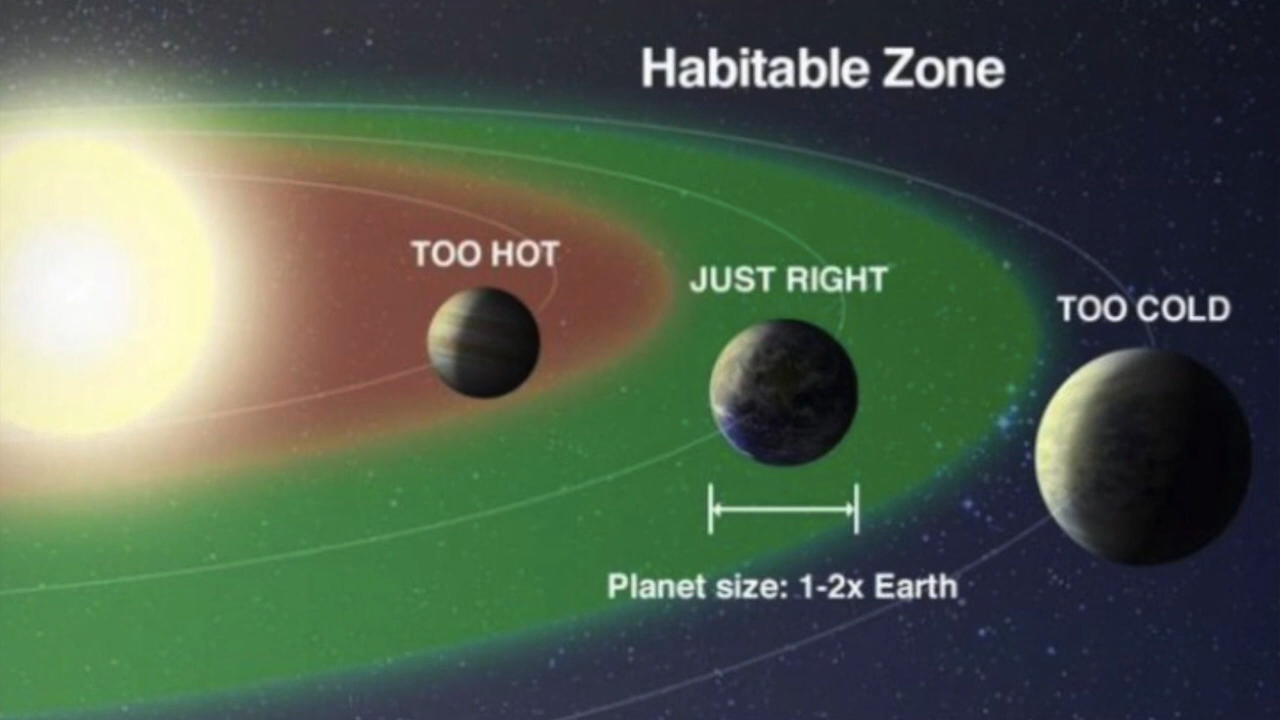 Habitable Zone
TOO HOT
JUST RIGHT
TOO COLD
Planet size: 1-2x Earth